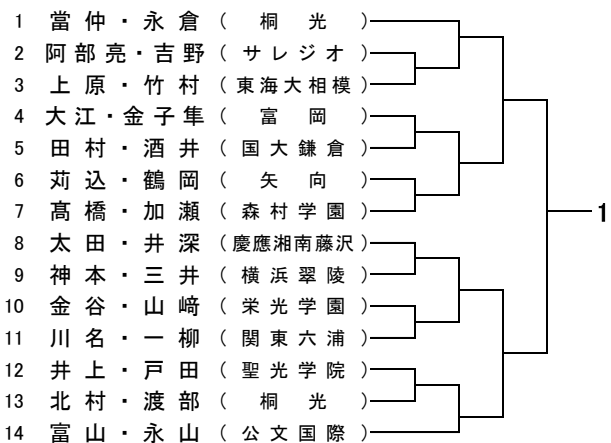 1 當仲・永倉 (桐光)
2 阿部亮・吉野 (サレジオ)
3 上原・竹村 (東海大相模)
4 大江・金子隼 (富岡)
5 田村・酒井 (国大鎌倉)
6 苅込・鶴岡 (矢向)
7 髙橋・加瀬 (森村学園)
8 太田・井深 (慶應湘南藤沢)
9 神本・三井 (横浜翠陵)
10 金谷・山﨑 (栄光学園)
11 川名・一柳 (関東六浦)
12 井上・戸田 (聖光学院)
13 北村・渡部 (桐光)
14 富山・永山 (公文国際)
1